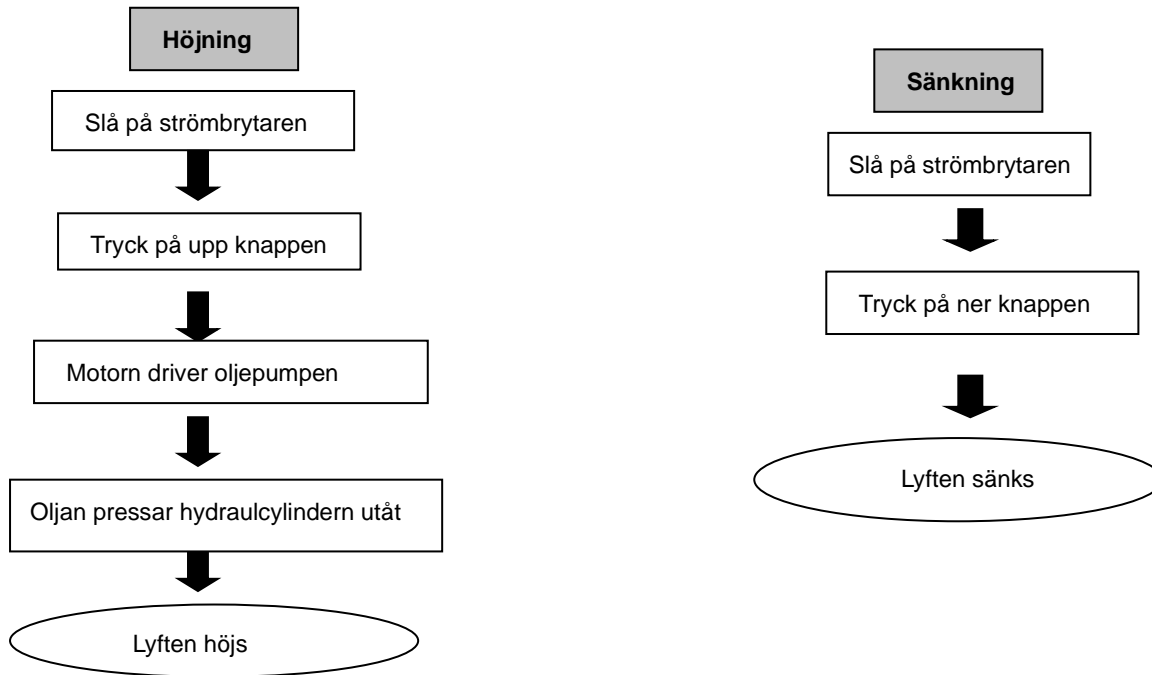 Höjning
Slå på strömbrytaren
Tryck på upp knappen
Motorn driver oljepumpen
Oljan pressar hydraulcylindern utåt
Lyften höjs
Sänkning
Slå på strömbrytaren
Tryck på ner knappen
Lyften sänks